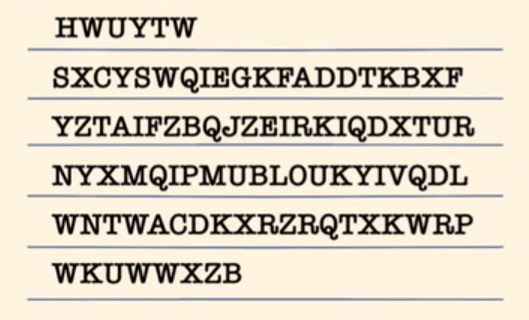 HWUYTW
SXCYSWQIEGKFADDTKBXF
YZTAIFZBQJZEIRKIQDXTUR
NYXMQIPMUBLOUKYIVQDL
WNTWACDKXRZRQTXKWRP
WKUWWXZB